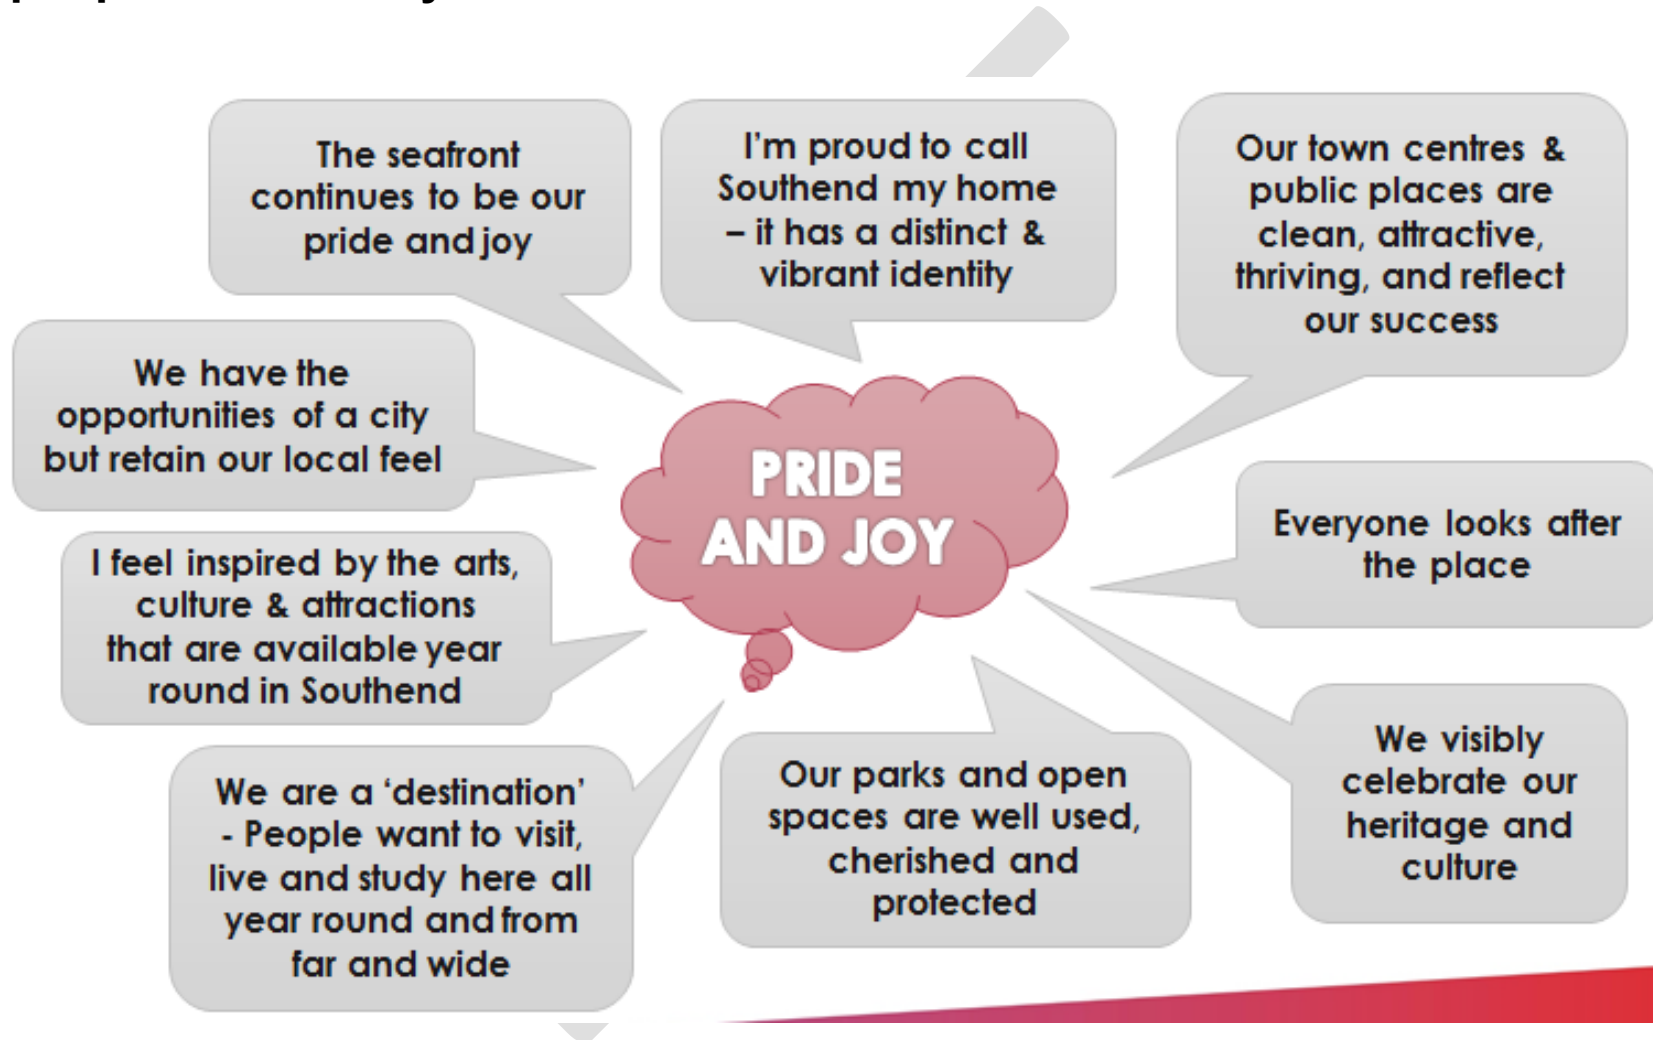 The seafront
continues to be our
pride and joy
I'm proud to call
Southend my home
– it has a distinct &
vibrant identity
Our town centres &
public places are
clean, attractive,
thriving, and reflect
our success
We have the
opportunities of a city
but retain our local feel
PRIDE
AND JOY
Everyone looks after
the place
I feel inspired by the arts,
culture & attractions
that are available year
round in Southend
We visibly
celebrate our
heritage and
culture
We are a ‘destination’
- People want to visit,
live and study here all
year round and from
far and wide
Our parks and open
spaces are well used,
cherished and
protected